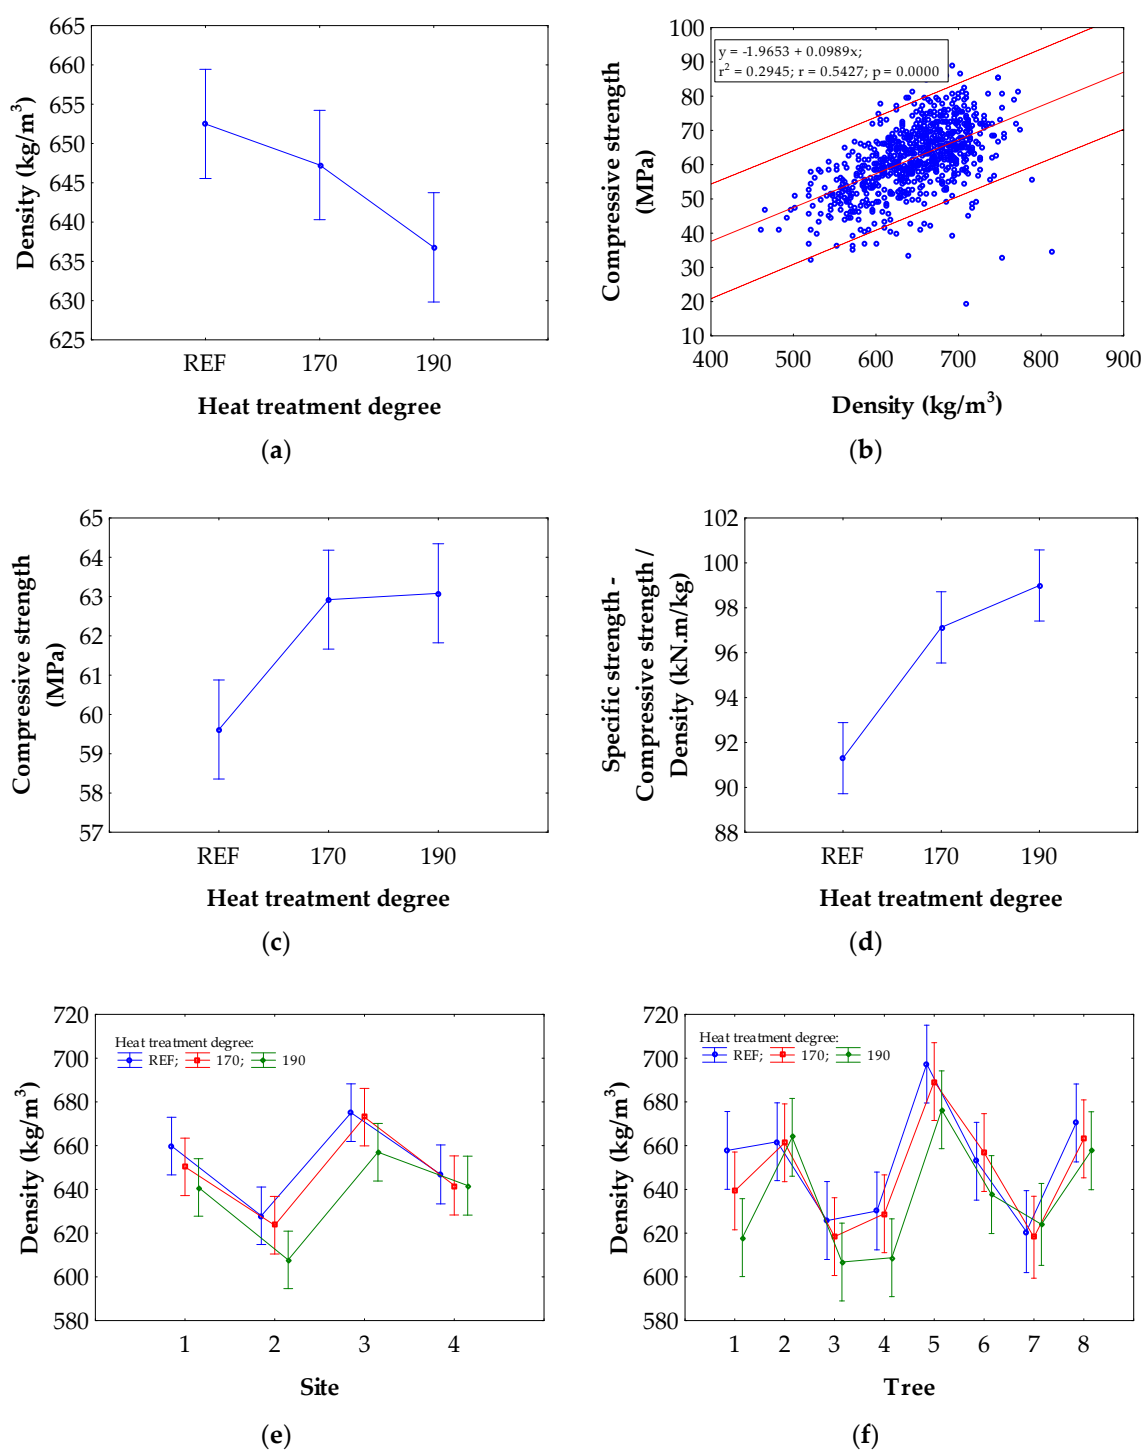 665
660
655
650
645
640
635
630
625
Density (kg/m³)
REF 170 190
Heat treatment degree
(a)
100
90
80
70
60
50
40
30
20
10
Compressive strength
(MPa)
y = -1.9653 + 0.0989x;
r² = 0.2945; r = 0.5427; p = 0.0000
400 500 600 700 800 900
Density (kg/m³)
(b)
65
64
63
62
61
60
59
58
57
Compressive strength
(MPa)
REF 170 190
Heat treatment degree
(c)
102
100
98
96
94
92
90
88
Specific strength -
Compressive strength /
Density (kN.m/kg)
REF 170 190
Heat treatment degree
(d)
720
700
680
660
640
620
600
580
Density (kg/m³)
Heat treatment degree:
REF; 170; 190
1 2 3 4
Site
(e)
720
700
680
660
640
620
600
580
Density (kg/m³)
Heat treatment degree:
REF; 170; 190
1 2 3 4 5 6 7 8
Tree
(f)